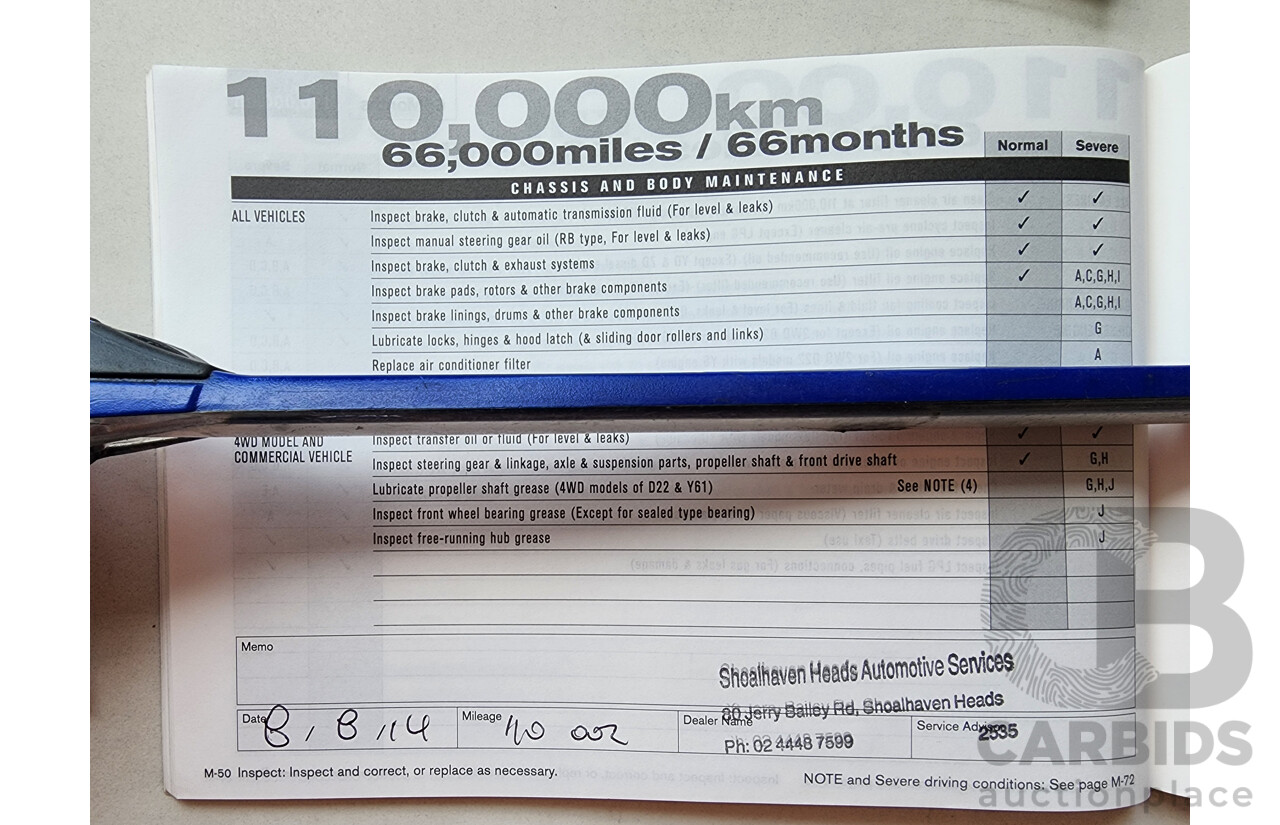 110,000km
66,000miles / 66months
Normal Severe
CHASSIS AND BODY MAINTENANCE
ALL VEHICLES
Inspect brake, clutch & automatic transmission fluid (For level & leaks) ✓ ✓
Inspect manual steering gear oil (RB type, For level & leaks) ✓ ✓
Inspect brake, clutch & exhaust systems ✓ ✓
Inspect brake pads, rotors & other brake components ✓ A,C,G,H,I
Inspect brake linings, drums & other brake components A,C,G,H,I
Lubricate locks, hinges & hood latch (& sliding door rollers and links) G
Replace air conditioner filter A
4WD MODEL AND
COMMERCIAL VEHICLE
Inspect transfer oil or fluid (For level & leaks) ✓ ✓
Inspect steering gear & linkage, axle & suspension parts, propeller shaft & front drive shaft ✓ G,H
Lubricate propeller shaft grease (4WD models of D22 & Y61) See NOTE (4) G,H,J
Inspect front wheel bearing grease (Except for sealed type bearing) J
Inspect free-running hub grease J
Memo
Shoalhaven Heads Automotive Services
80 Jerry Bailey Rd, Shoalhaven Heads
2535
Ph: 02 4448 7599
Date 8,8,14
Mileage
Dealer Name
Service Advisor
M-50 Inspect: Inspect and correct, or replace as necessary.
NOTE and Severe driving conditions: See page M-72
CB
CARBIDS
auctionplace